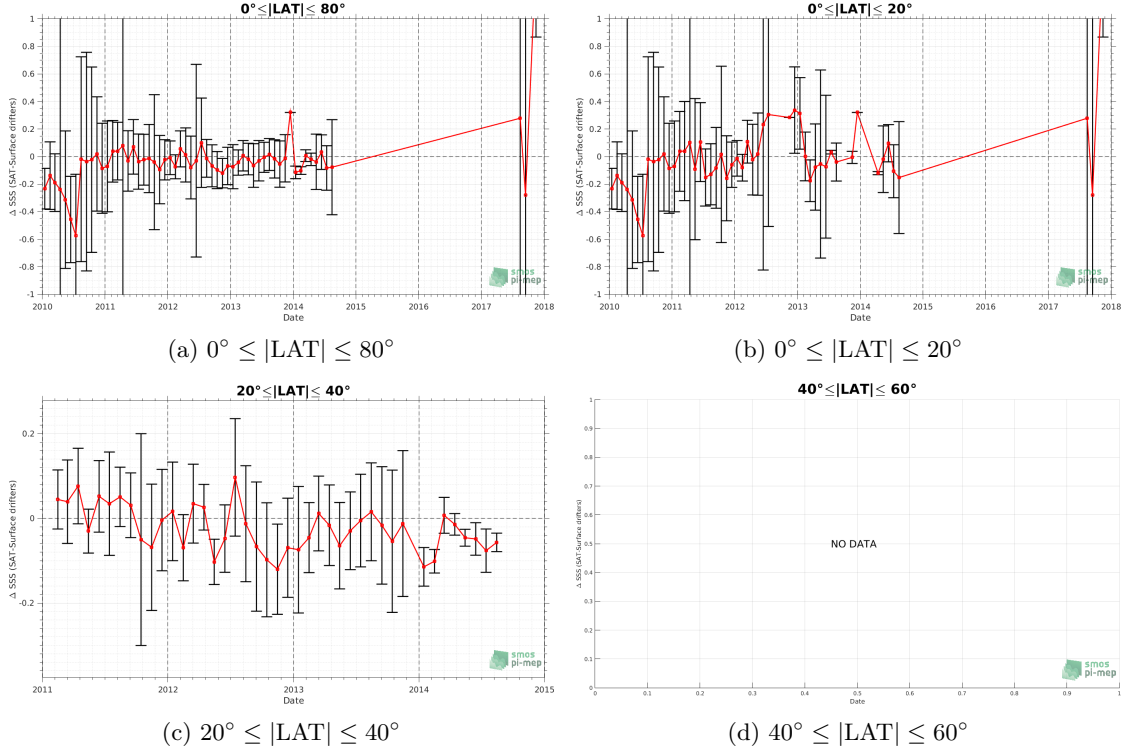 0°≤|LAT|≤ 80°
Δ SSS (SAT-Surface drifters)
1
0.8
0.6
0.4
0.2
0
-0.2
-0.4
-0.6
-0.8
-1
2010 2011 2012 2013 2014 2015 2016 2017 2018
Date
smos
pi-mep
(a) 0° ≤ |LAT| ≤ 80°
0°≤|LAT|≤ 20°
Δ SSS (SAT-Surface drifters)
1
0.8
0.6
0.4
0.2
0
-0.2
-0.4
-0.6
-0.8
-1
2010 2011 2012 2013 2014 2015 2016 2017 2018
Date
smos
pi-mep
(b) 0° ≤ |LAT| ≤ 20°
20°≤|LAT|≤ 40°
Δ SSS (SAT-Surface drifters)
0.2
0
-0.2
2011 2012 2013 2014 2015
Date
smos
pi-mep
(c) 20° ≤ |LAT| ≤ 40°
40°≤|LAT|≤ 60°
Δ SSS (SAT-Surface drifters)
1
0.9
0.8
0.7
0.6
0.5
0.4
0.3
0.2
0.1
0
NO DATA
0 0.1 0.2 0.3 0.4 0.5 0.6 0.7 0.8 0.9 1
Date
smos
pi-mep
(d) 40° ≤ |LAT| ≤ 60°